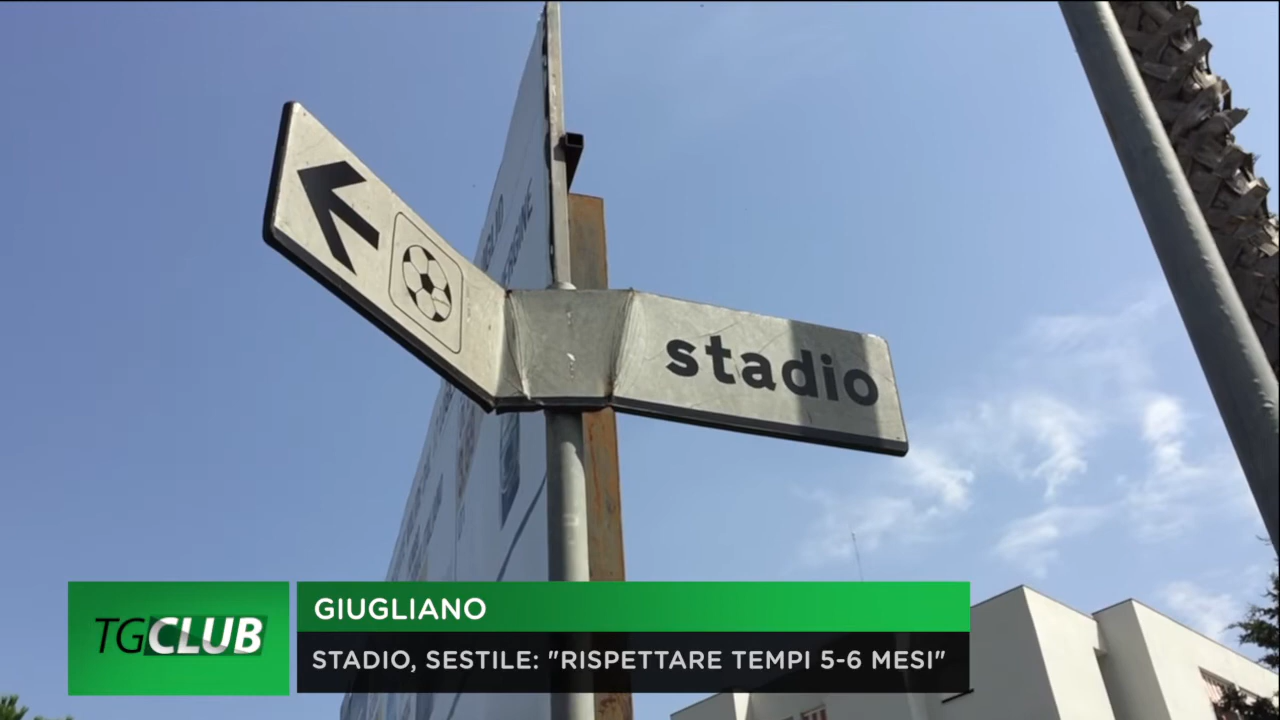 stadio
TGCLUB
GIUGLIANO
STADIO, SESTILE: "RISPETTARE TEMPI 5-6 MESI"